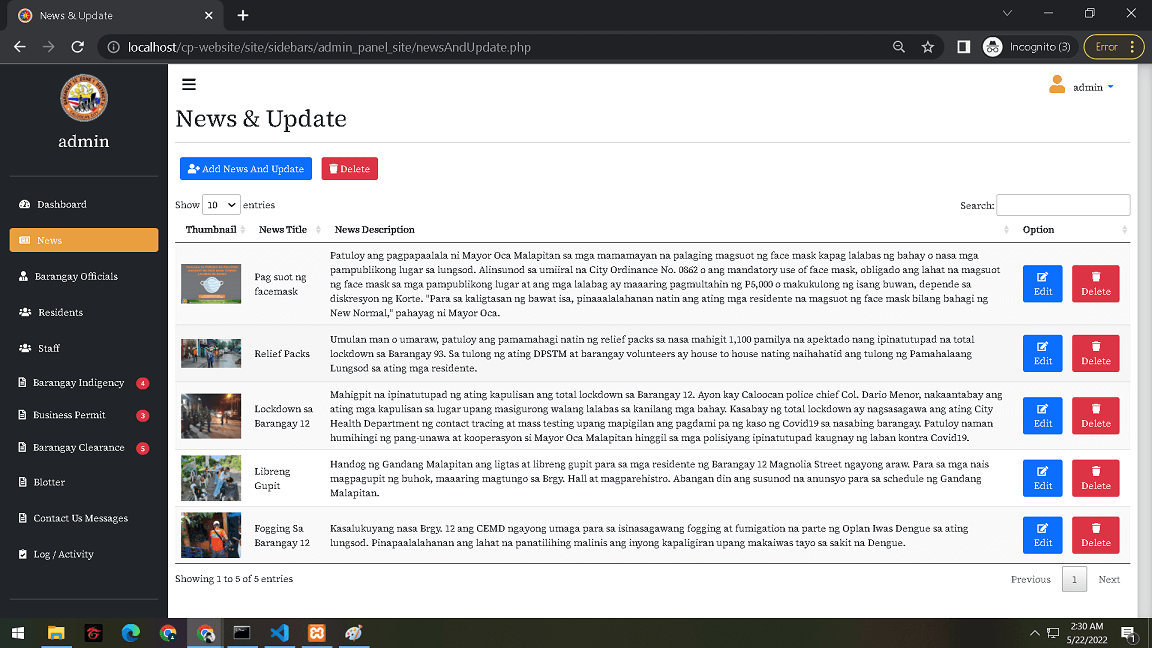 News & Update
localhost/cp-website/site/sidebars/admin_panel_site/newsAndUpdate.php
Incognito (3)
Error
admin
Dashboard
News
Barangay Officials
Residents
Staff
Barangay Indigency 4
Business Permit 3
Barangay Clearance 5
Blotter
Contact Us Messages
Log / Activity
admin
News & Update
Add News And Update
Delete
Show 10 entries
Search:
Thumbnail News Title News Description Option
Pag suot ng
facemask
Patuloy ang pagpapaalala ni Mayor Oca Malapitan sa mga mamamayan na palaging magsuot ng face mask kapag lalabas ng bahay o nasa mga
pampublikong lugar sa lungsod. Alinsunod sa umiiral na City Ordinance No. 0862 o ang mandatory use of face mask, obligado ang lahat na magsuot
ng face mask sa mga pampublikong lugar at ang mga lalabag ay maaaring pagmultahin ng P5,000 o makukulong ng isang buwan, depende sa
diskresyon ng Korte. "Para sa kaligtasan ng bawat isa, pinaaalalahanan natin ang ating mga residente na magsuot ng face mask bilang bahagi ng
New Normal," pahayag ni Mayor Oca.
Edit
Delete
Relief Packs
Umulan man o umaraw, patuloy ang pamamahagi natin ng relief packs sa nasa mahigit 1,100 pamilya na apektado nang ipinatutupad na total
lockdown sa Barangay 93. Sa tulong ng ating DPSTM at barangay volunteers ay house to house nating naihahatid ang tulong ng Pamahalaang
Lungsod sa ating mga residente.
Edit
Delete
Lockdown sa
Barangay 12
Mahigpit na ipinatutupad ng ating kapulisan ang total lockdown sa Barangay 12. Ayon kay Caloocan police chief Col. Dario Menor, nakaantabay ang
ating mga kapulisan sa lugar upang masigurong walang lalabas sa kanilang mga bahay. Kasabay ng total lockdown ay nagsasagawa ang ating City
Health Department ng contact tracing at mass testing upang mapigilan ang pagdami pa ng kaso ng Covid19 sa nasabing barangay. Patuloy naman
humihingi ng pang-unawa at kooperasyon si Mayor Oca Malapitan hinggil sa mga polisiyang ipinatutupad kaugnay ng laban kontra Covid19.
Edit
Delete
Libreng
Gupit
Handog ng Gandang Malapitan ang ligtas at libreng gupit para sa mga residente ng Barangay 12 Magnolia Street ngayong araw. Para sa mga nais
magpagupit ng buhok, maaaring magtungo sa Brgy. Hall at magparehistro. Abangan din ang susunod na anunsyo para sa schedule ng Gandang
Malapitan.
Edit
Delete
Fogging Sa
Barangay 12
Kasalukuyang nasa Brgy. 12 ang CEMD ngayong umaga para sa isinasagawang fogging at fumigation na parte ng Oplan Iwas Dengue sa ating
lungsod. Pinapaalalahanan ang lahat na panatilihing malinis ang inyong kapaligiran upang makaiwas tayo sa sakit na Dengue.
Edit
Delete
Showing 1 to 5 of 5 entries
Previous 1 Next
2:30 AM
5/22/2022
1